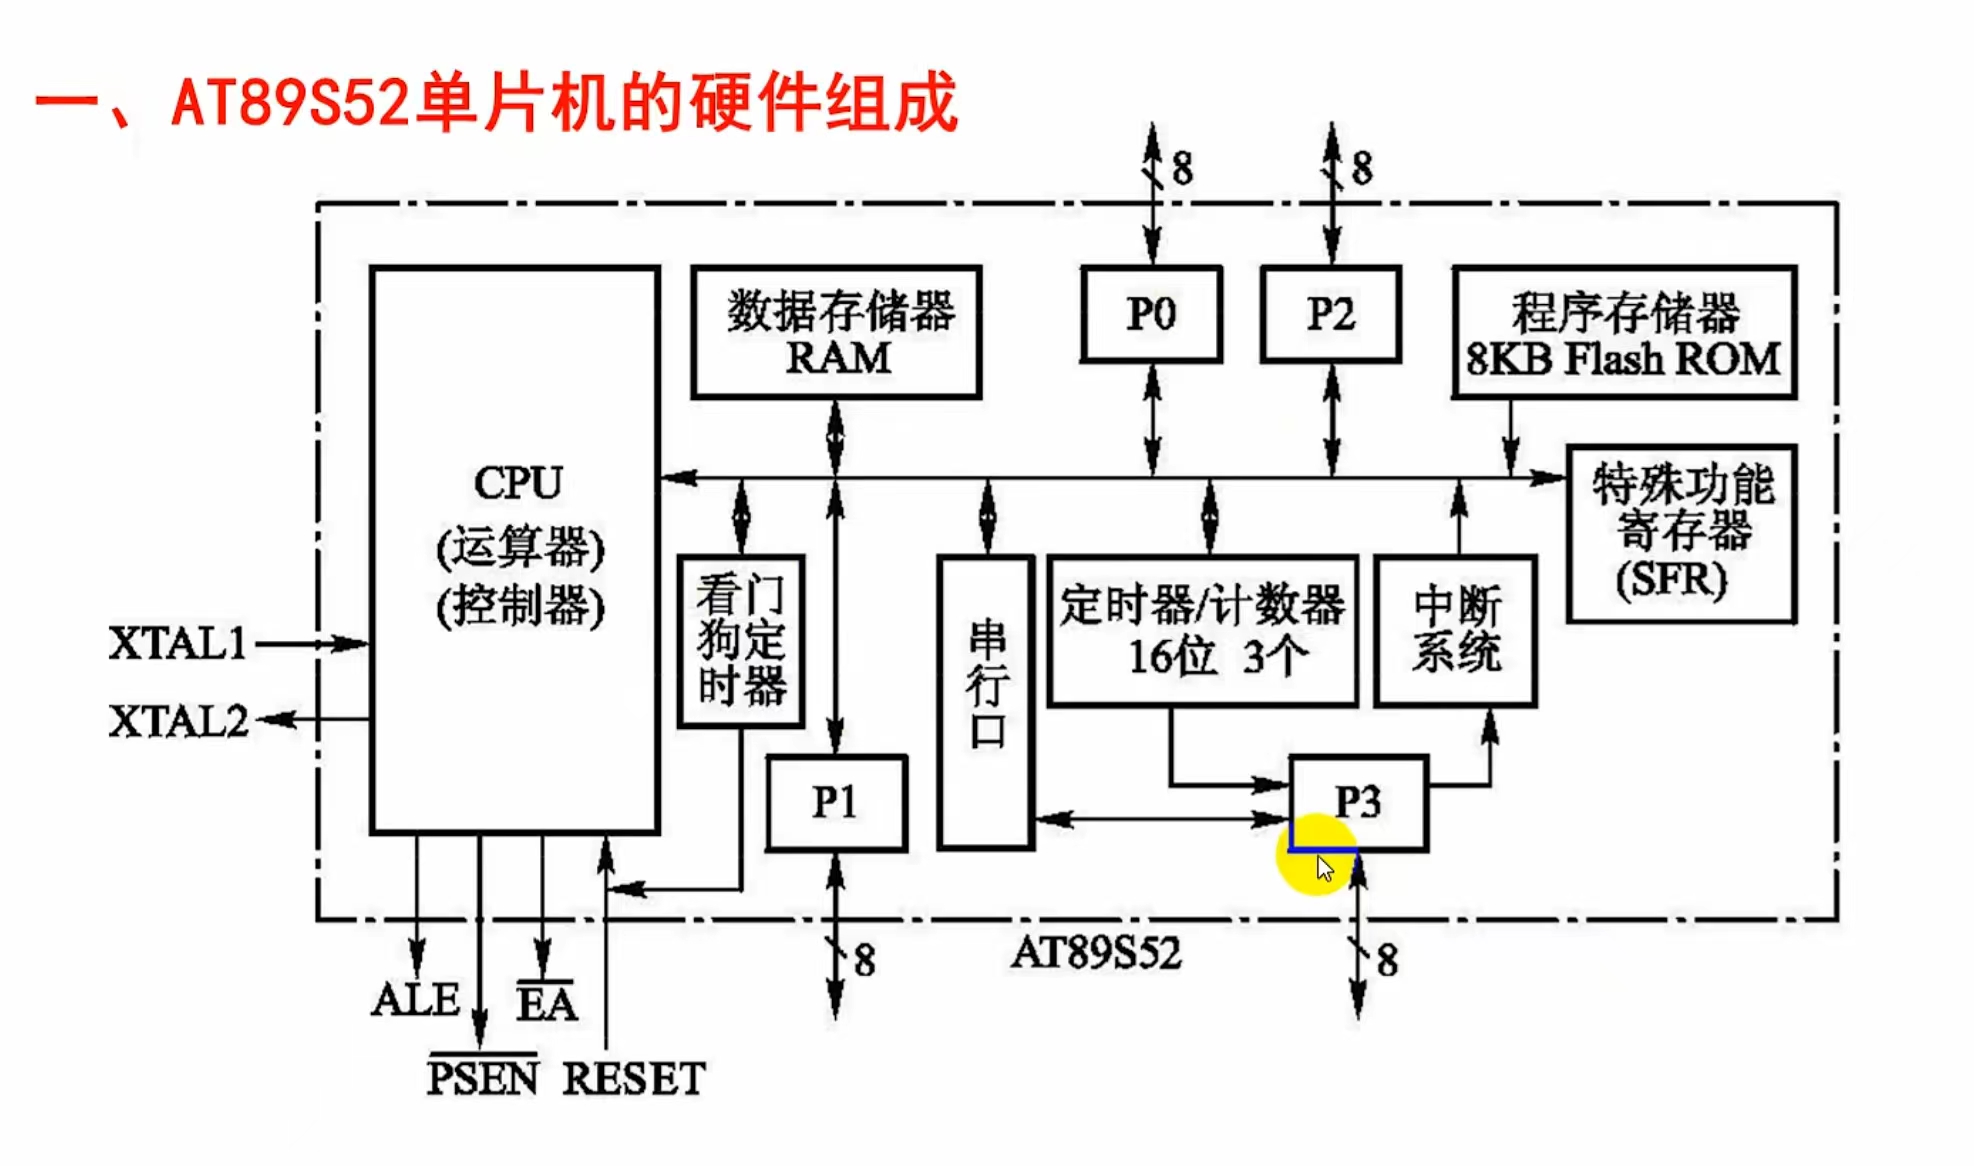 一、AT89S52单片机的硬件组成
8
8
数据存储器
RAM
P0
P2
程序存储器
8KB Flash ROM
CPU
(运算器)
(控制器)
特殊功能
寄存器
(SFR)
看门
狗定
时器
串
行
口
定时器/计数器
16位 3个
中断
系统
XTAL1
XTAL2
P1
P3
AT89S52
8
8
ALE
E̅A̅
P̅S̅E̅N̅
RESET